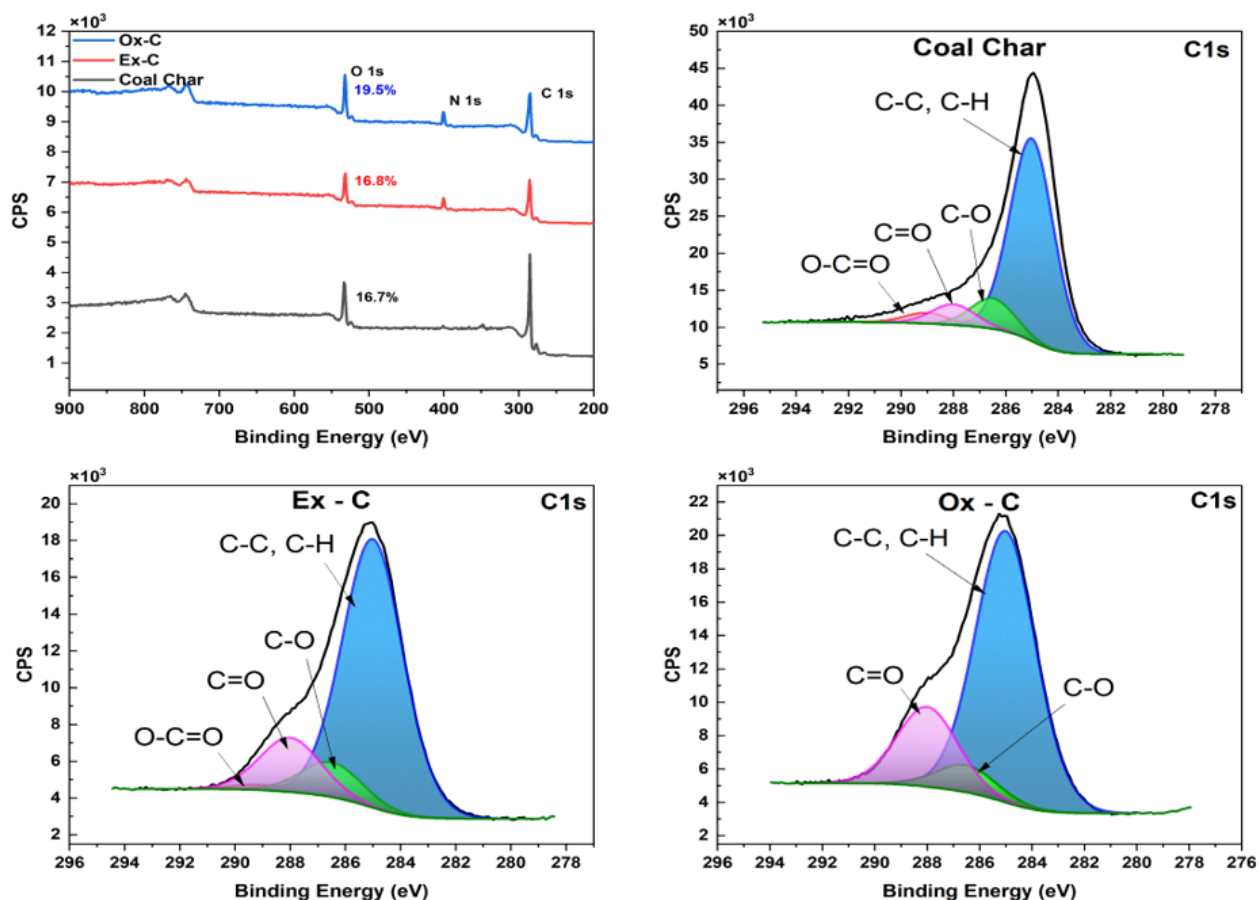 ×10³
12
11
10
9
8
7
6
5
4
3
2
1
CPS
Ox-C
Ex-C
Coal Char
O 1s
19.5%
N 1s
C 1s
16.8%
16.7%
900 800 700 600 500 400 300 200
Binding Energy (eV)
×10³
50
45
40
35
30
25
20
15
10
5
CPS
Coal Char
C1s
C-C, C-H
C-O
C=O
O-C=O
296 294 292 290 288 286 284 282 280 278
Binding Energy (eV)
×10³
20
18
16
14
12
10
8
6
4
2
CPS
Ex - C
C1s
C-C, C-H
C-O
C=O
O-C=O
296 294 292 290 288 286 284 282 280 278 276
Binding Energy (eV)
×10³
22
20
18
16
14
12
10
8
6
4
2
CPS
Ox - C
C1s
C-C, C-H
C=O
C-O
296 294 292 290 288 286 284 282 280 278 276
Binding Energy (eV)